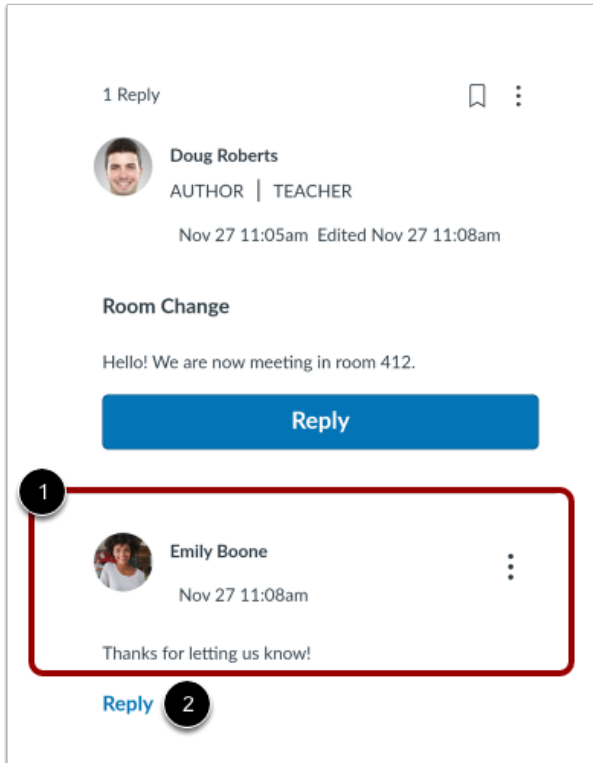 1 Reply
Doug Roberts
AUTHOR | TEACHER
Nov 27 11:05am Edited Nov 27 11:08am
Room Change
Hello! We are now meeting in room 412.
Reply
1
Emily Boone
Nov 27 11:08am
Thanks for letting us know!
Reply 2